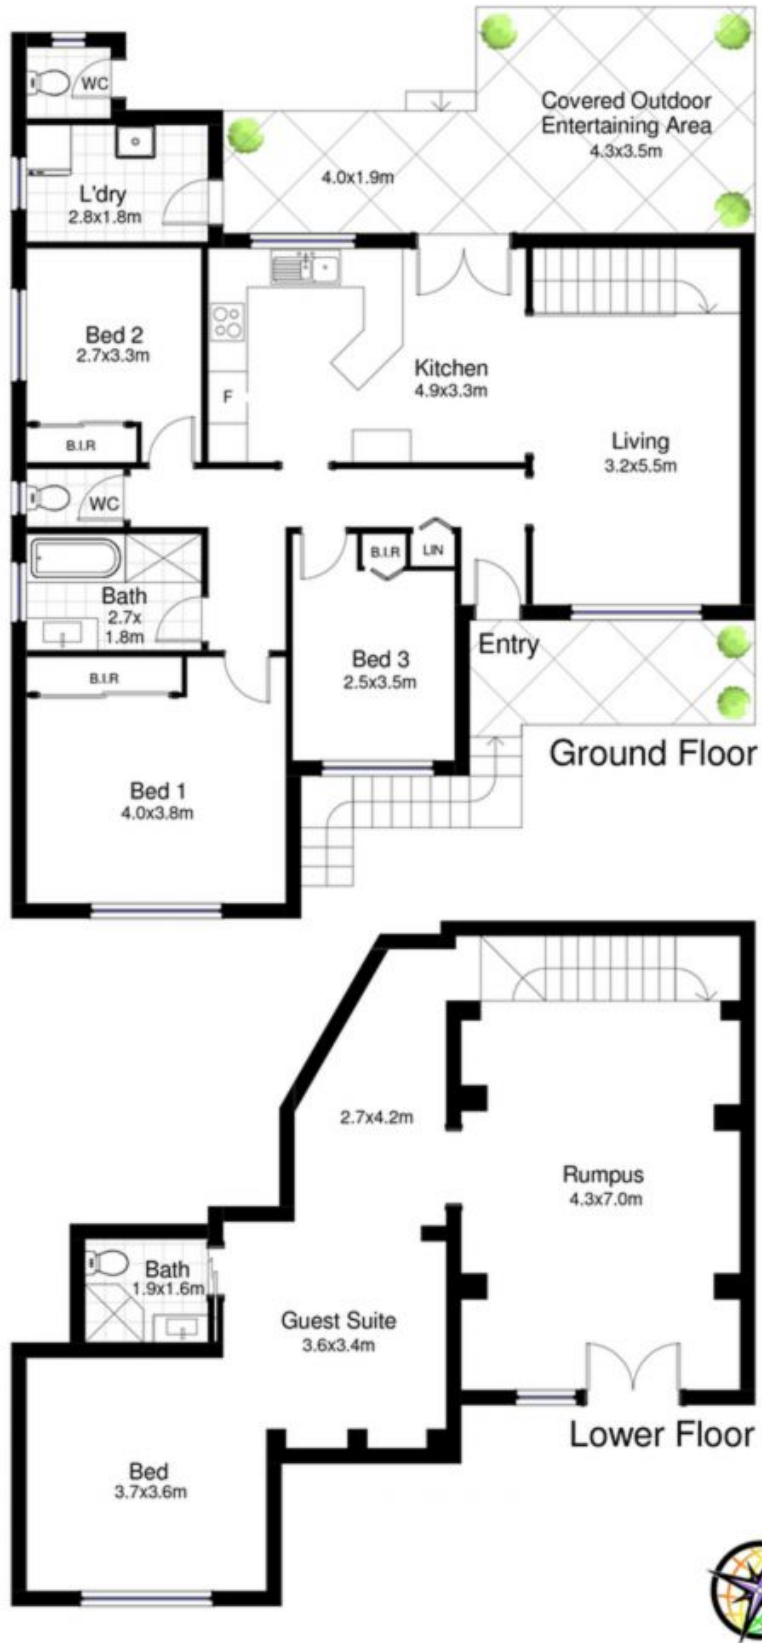 WC
Covered Outdoor
Entertaining Area
4.3x3.5m
4.0x1.9m
L'dry
2.8x1.8m
Bed 2
2.7x3.3m
B.I.R
Kitchen
4.9x3.3m
F
Living
3.2x5.5m
WC
Bath
2.7x
1.8m
B.I.R
LIN
Entry
Bed 3
2.5x3.5m
B.I.R
Ground Floor
Bed 1
4.0x3.8m
2.7x4.2m
Rumpus
4.3x7.0m
Bath
1.9x1.6m
Guest Suite
3.6x3.4m
Lower Floor
Bed
3.7x3.6m